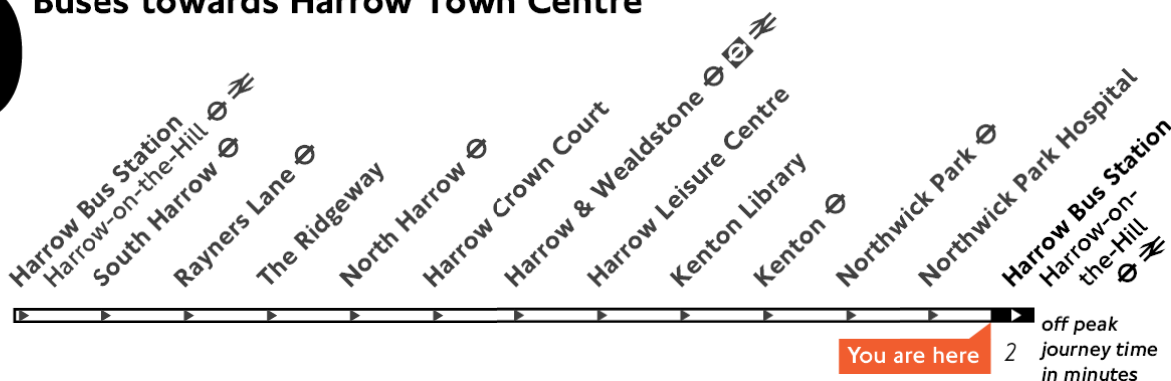 Buses towards Harrow Town Centre
Harrow Bus Station
Harrow-on-the-Hill
South Harrow
Rayners Lane
The Ridgeway
North Harrow
Harrow Crown Court
Harrow & Wealdstone
Harrow Leisure Centre
Kenton Library
Kenton
Northwick Park
Northwick Park Hospital
Harrow Bus Station
Harrow-on-
the-Hill
You are here
2
off peak
journey time
in minutes